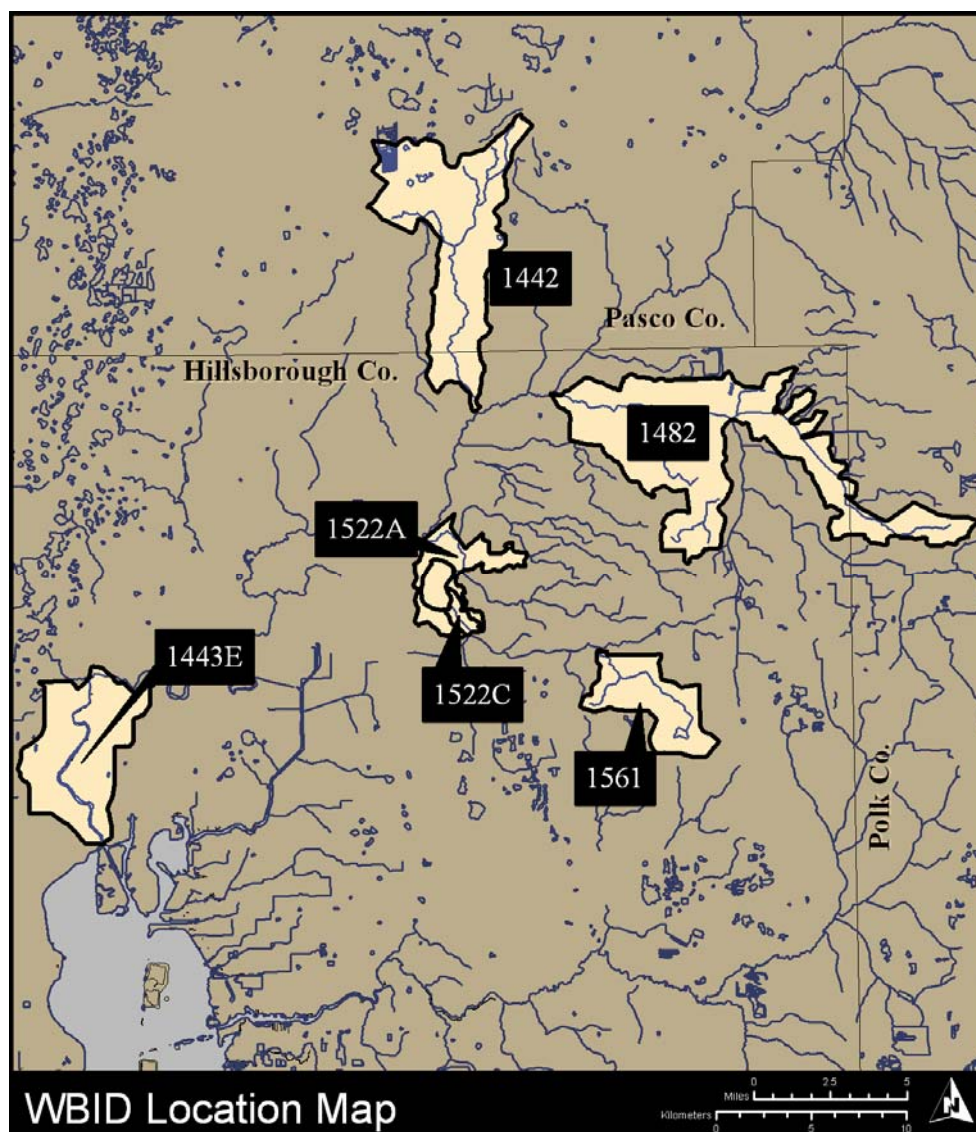 1442
Pasco Co.
Hillsborough Co.
1482
1522A
1443E
1522C
1561
Polk Co.
WBID Location Map
0 2.5 5
Miles
Kilometers
0 5 10
N